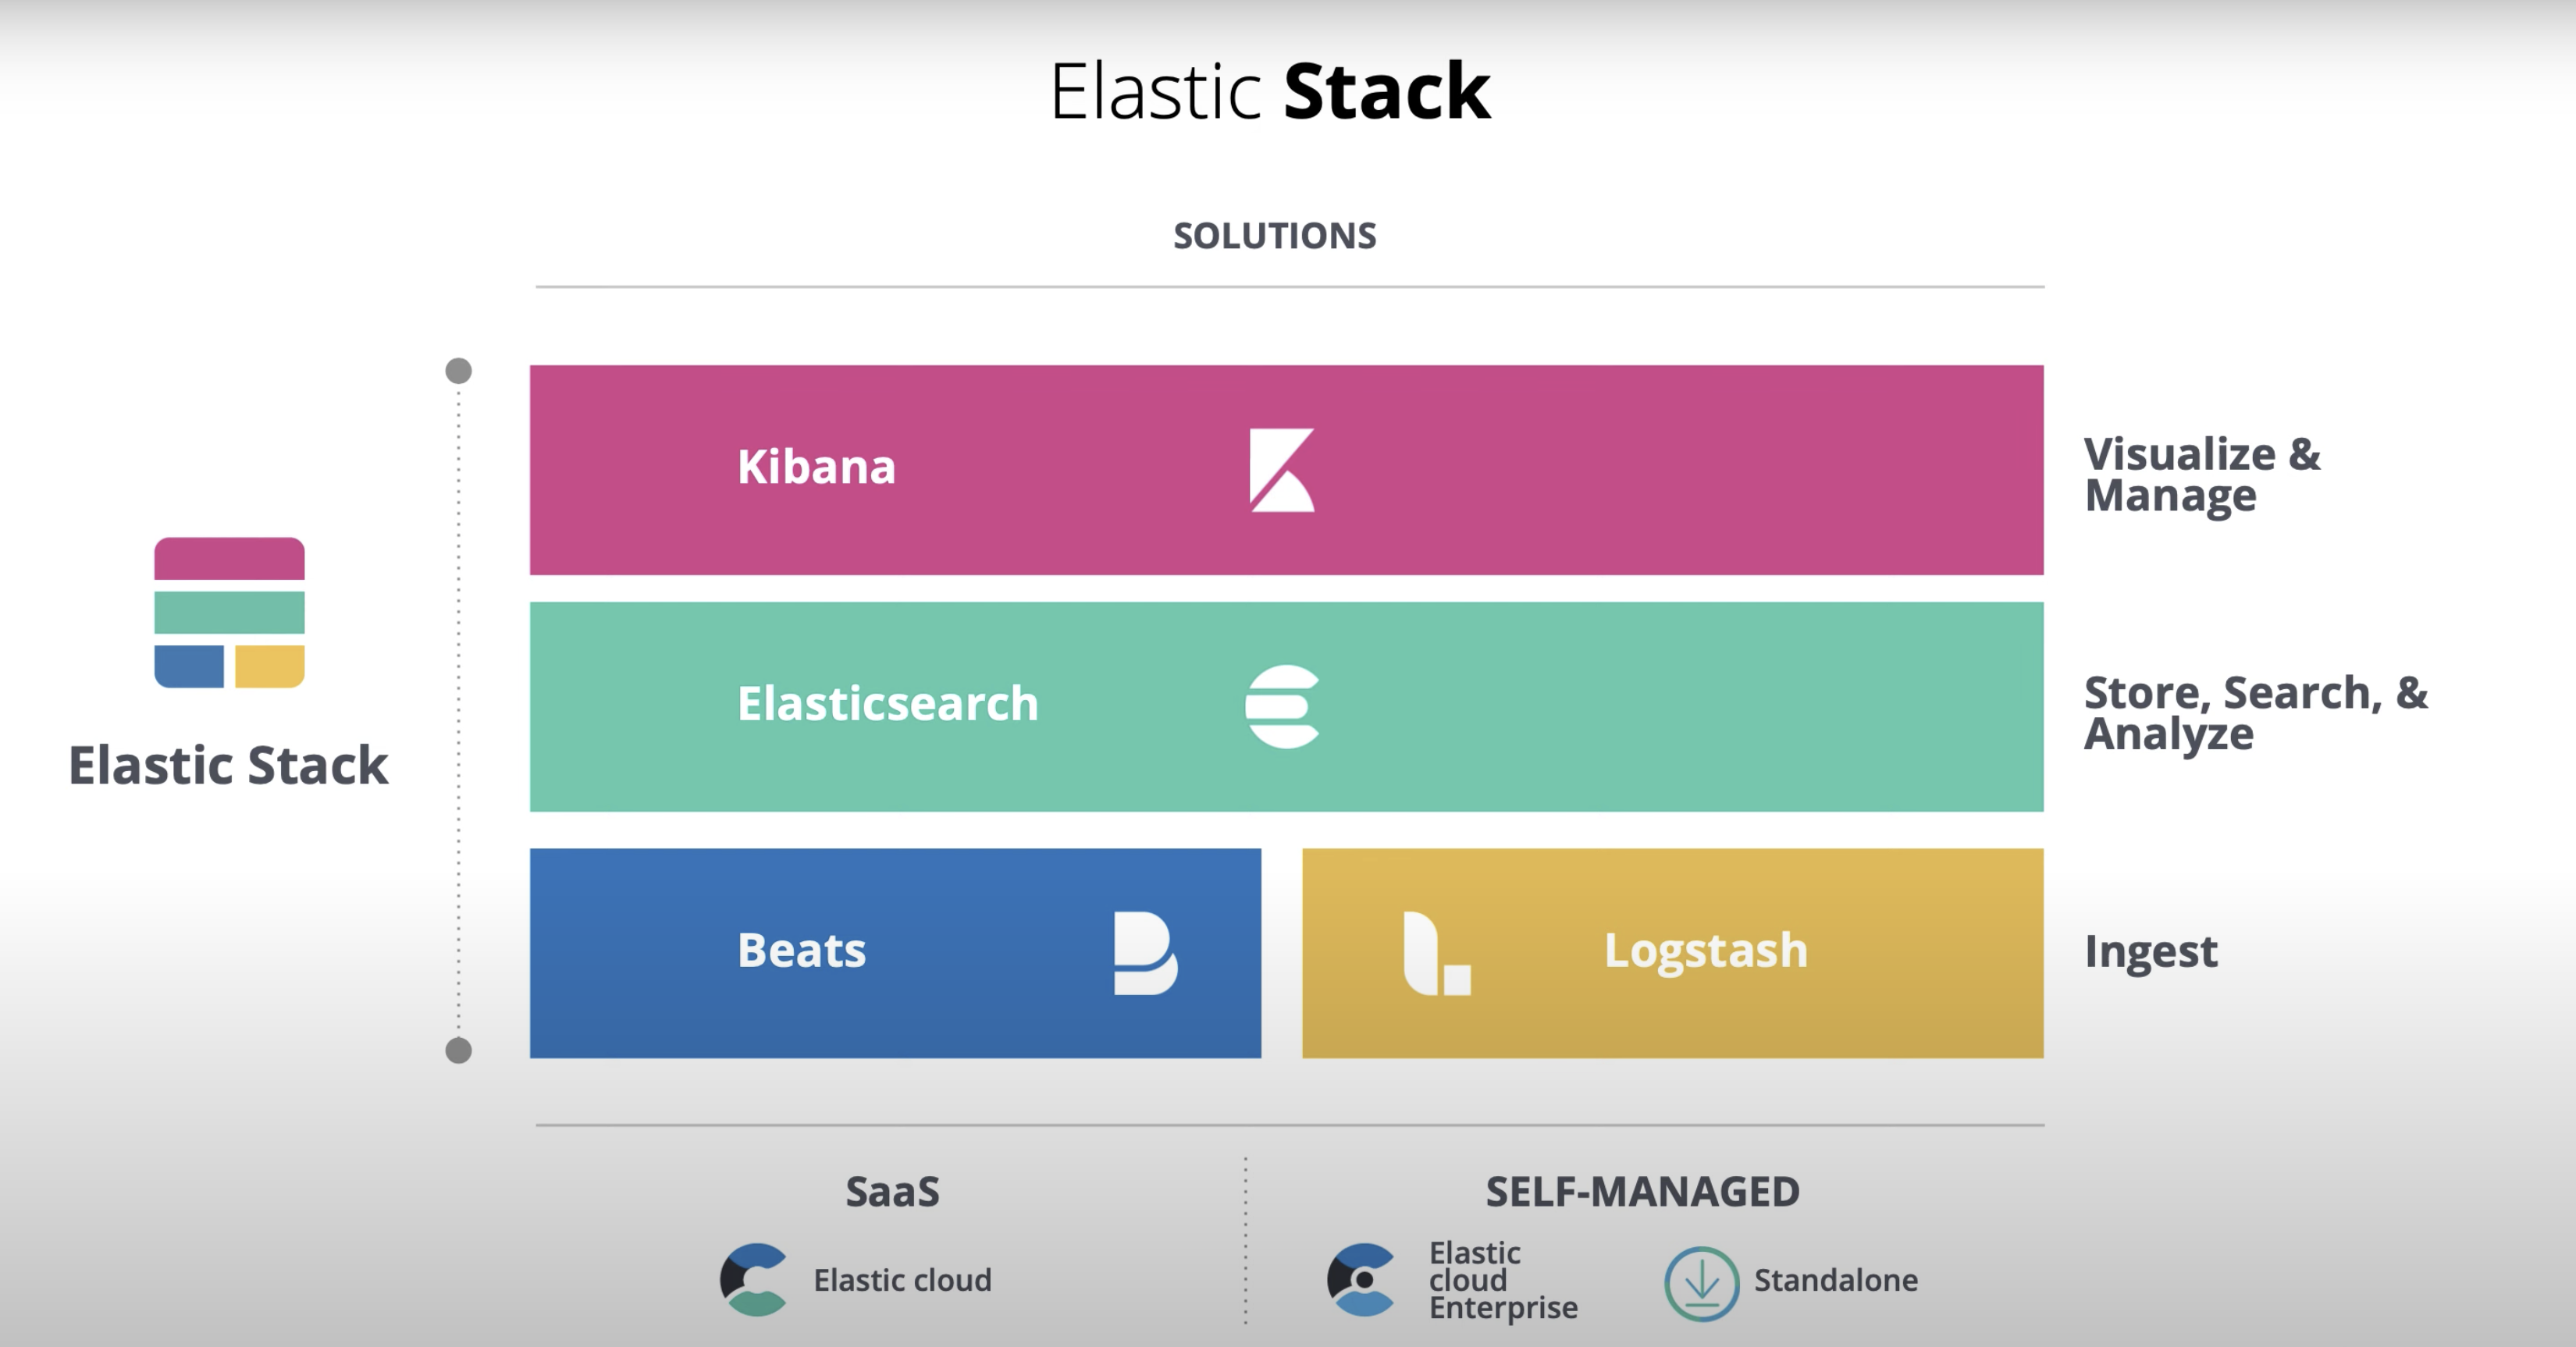 Elastic Stack
SOLUTIONS
Kibana
Visualize &
Manage
Elasticsearch
Store, Search, &
Analyze
Elastic Stack
Beats
Logstash
Ingest
SaaS
Elastic cloud
SELF-MANAGED
Elastic
cloud
Enterprise
Standalone